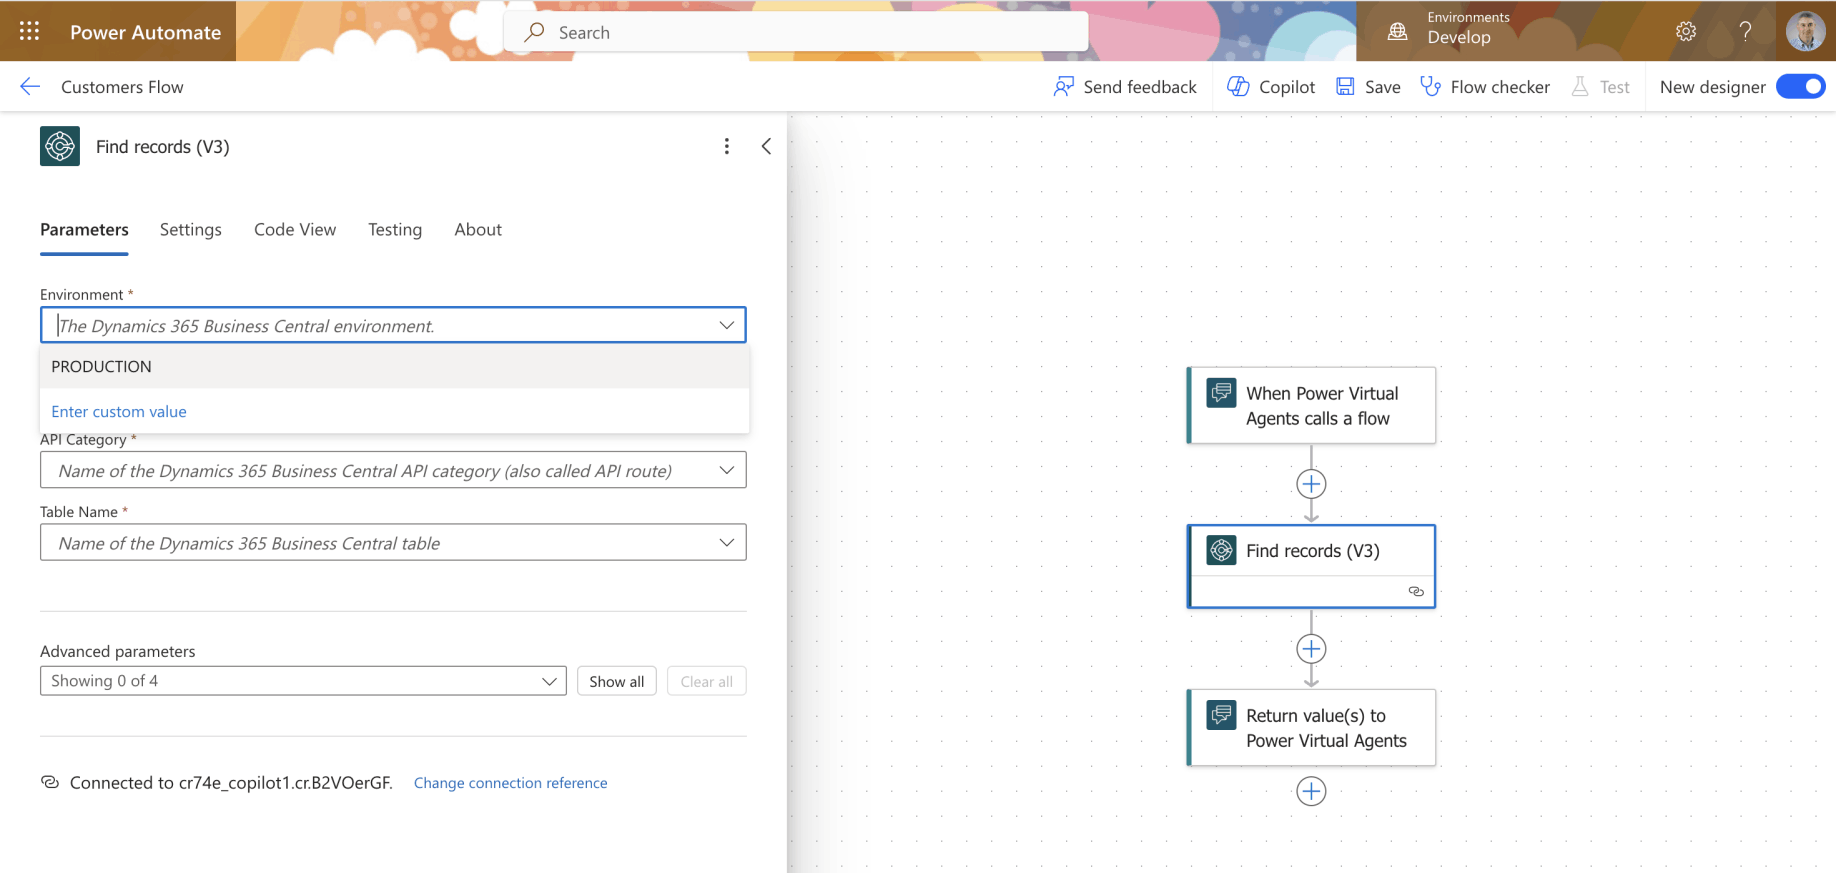 Power Automate
Search
Environments
Develop
Customers Flow
Send feedback
Copilot
Save
Flow checker
Test
New designer
Find records (V3)
Parameters
Settings
Code View
Testing
About
Environment *
The Dynamics 365 Business Central environment.
PRODUCTION
Enter custom value
API Category *
Name of the Dynamics 365 Business Central API category (also called API route)
Table Name *
Name of the Dynamics 365 Business Central table
Advanced parameters
Showing 0 of 4
Show all
Clear all
Connected to cr74e_copilot1.cr.B2VOerGF.
Change connection reference
When Power Virtual
Agents calls a flow
Find records (V3)
Return value(s) to
Power Virtual Agents